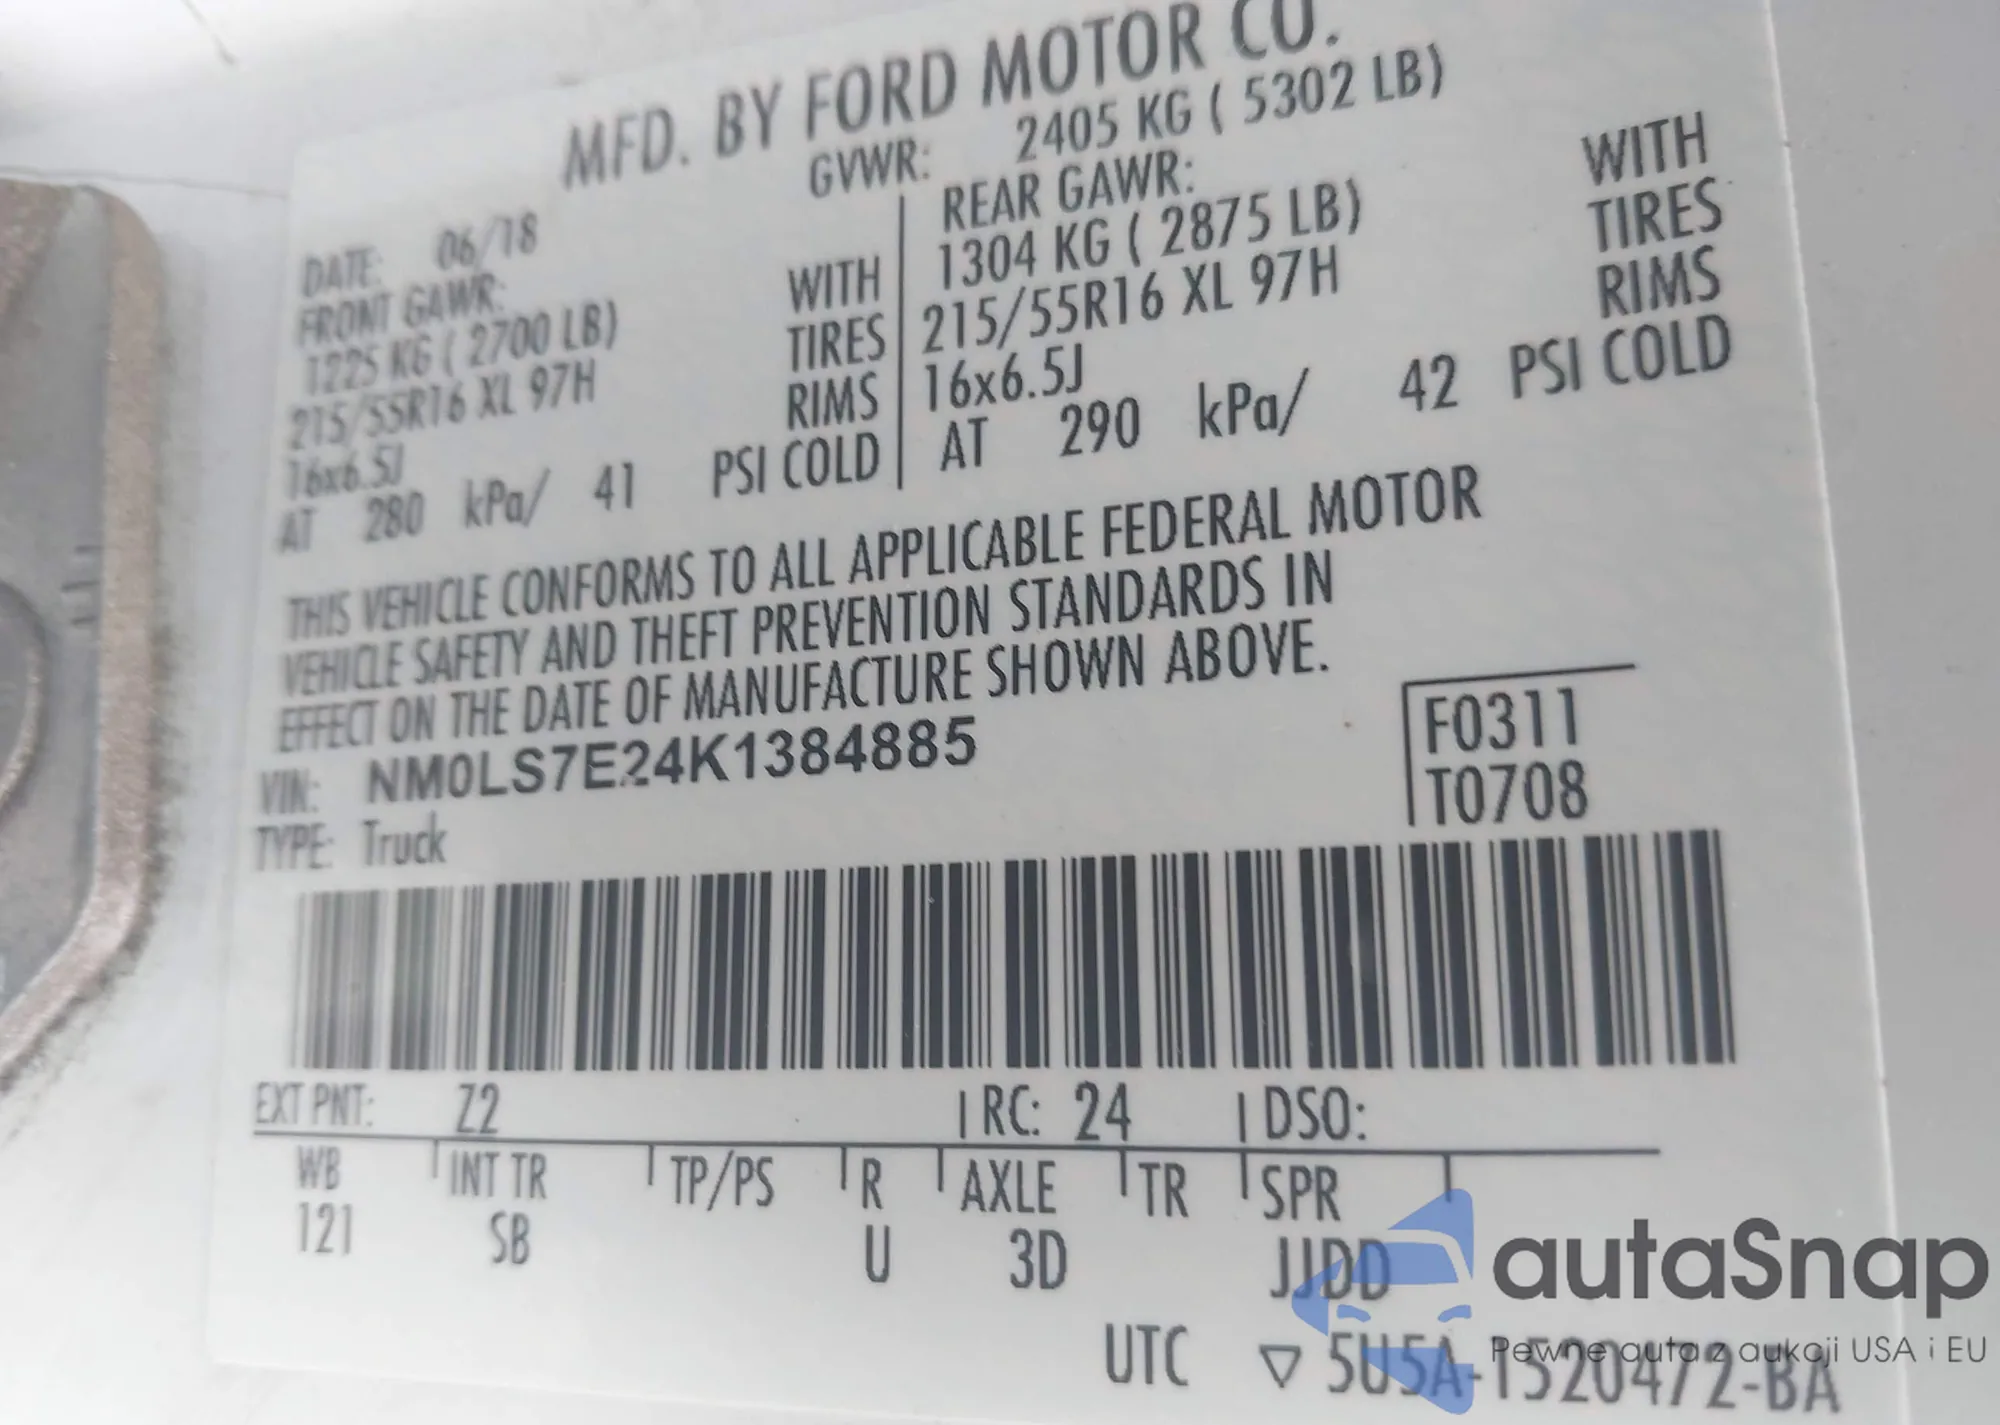 MFD. BY FORD MOTOR CO.
GVWR: 2405 KG ( 5302 LB)
DATE: 06/18
FRONT GAWR:
1225 KG ( 2700 LB) WITH
215/55R16 XL 97H TIRES
16x6.5J RIMS
AT 280 kPa/ 41 PSI COLD
REAR GAWR: WITH
1304 KG ( 2875 LB) TIRES
215/55R16 XL 97H RIMS
16x6.5J
AT 290 kPa/ 42 PSI COLD
THIS VEHICLE CONFORMS TO ALL APPLICABLE FEDERAL MOTOR
VEHICLE SAFETY AND THEFT PREVENTION STANDARDS IN
EFFECT ON THE DATE OF MANUFACTURE SHOWN ABOVE.
VIN: NM0LS7E24K1384885
TYPE: Truck
F0311
T0708
EXT PNT: Z2 RC: 24 DSO:
WB INT TR TP/PS R AXLE TR SPR
121 SB U 3D JJDD
UTC ▽ 5U5A-1520472-BA
autaSnap
Pewne auta z aukcji USA i EU